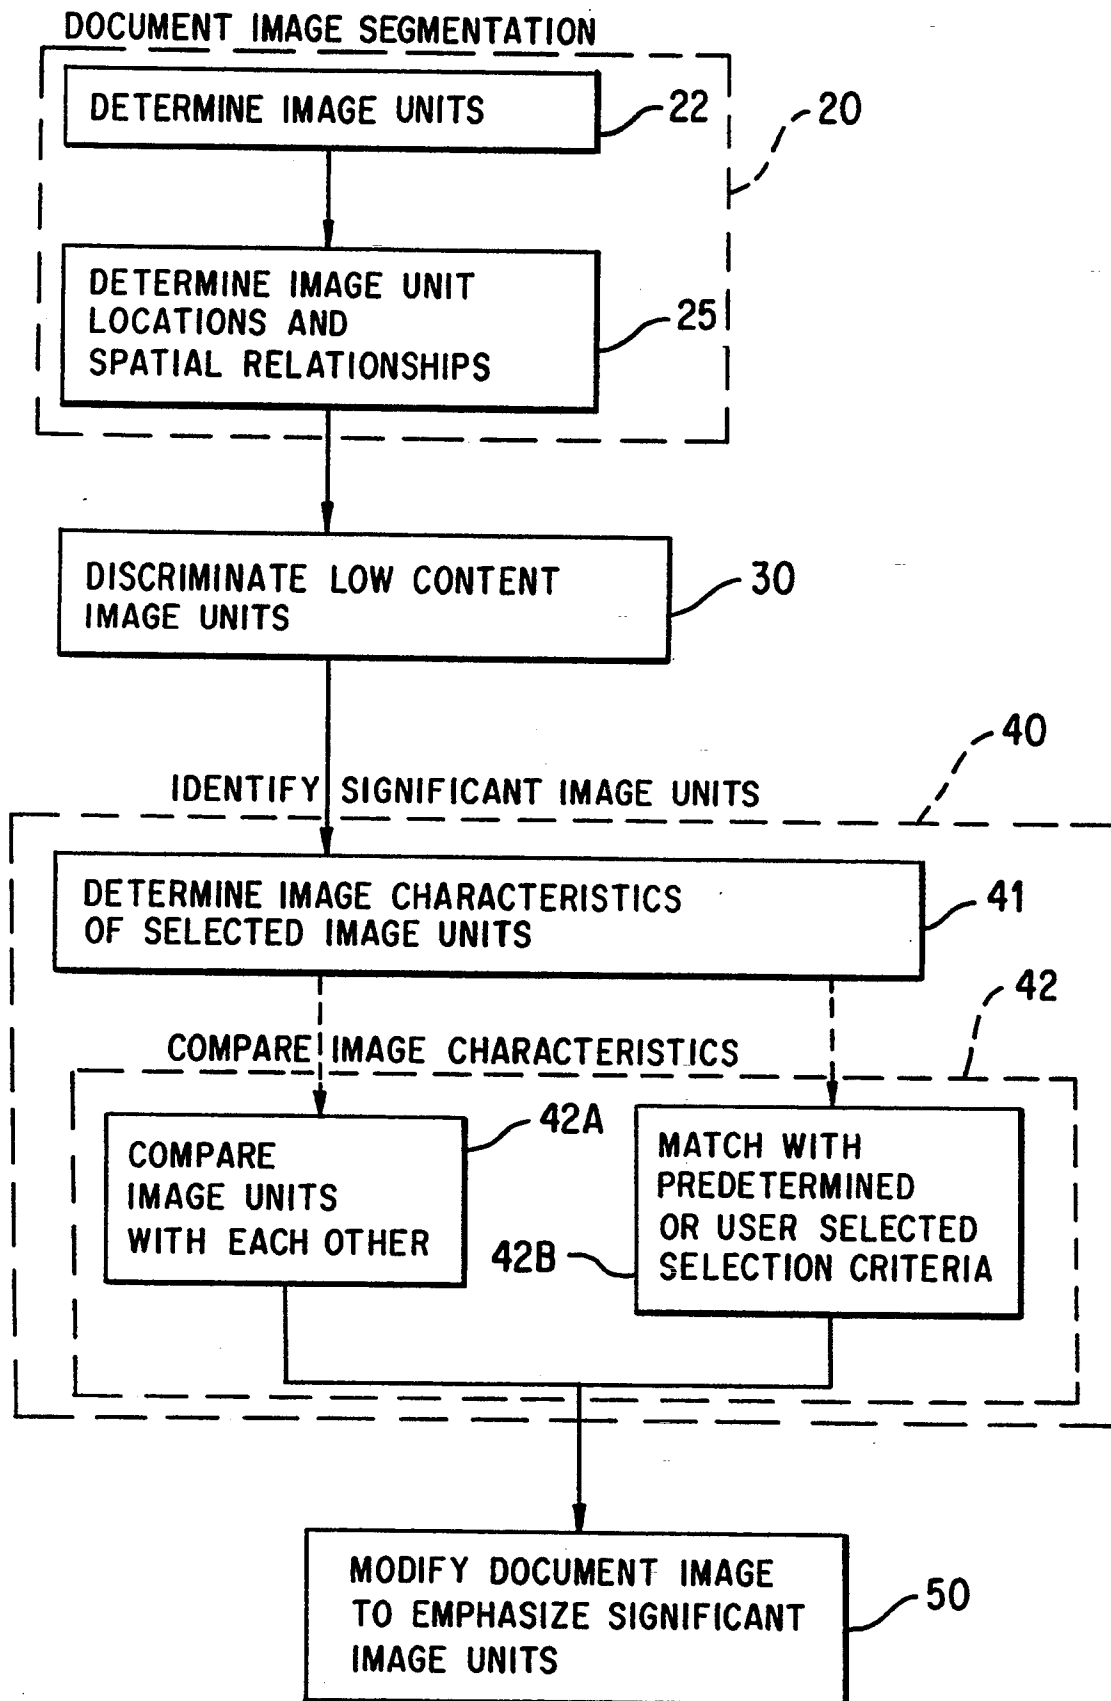 DOCUMENT IMAGE SEGMENTATION
DETERMINE IMAGE UNITS
22
20
DETERMINE IMAGE UNIT
LOCATIONS AND
SPATIAL RELATIONSHIPS
25
DISCRIMINATE LOW CONTENT
IMAGE UNITS
30
40
IDENTIFY SIGNIFICANT IMAGE UNITS
DETERMINE IMAGE CHARACTERISTICS
OF SELECTED IMAGE UNITS
41
42
COMPARE IMAGE CHARACTERISTICS
42A
COMPARE
IMAGE UNITS
WITH EACH OTHER
42B
MATCH WITH
PREDETERMINED
OR USER SELECTED
SELECTION CRITERIA
MODIFY DOCUMENT IMAGE
TO EMPHASIZE SIGNIFICANT
IMAGE UNITS
50